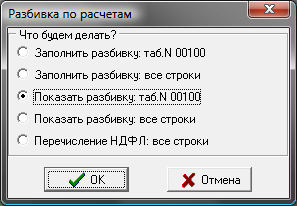 Разбивка по расчетам
Что будем делать?
Заполнить разбивку: таб.N 00100
Заполнить разбивку: все строки
Показать разбивку: таб.N 00100
Показать разбивку: все строки
Перечисление НДФЛ: все строки
OK
Отмена